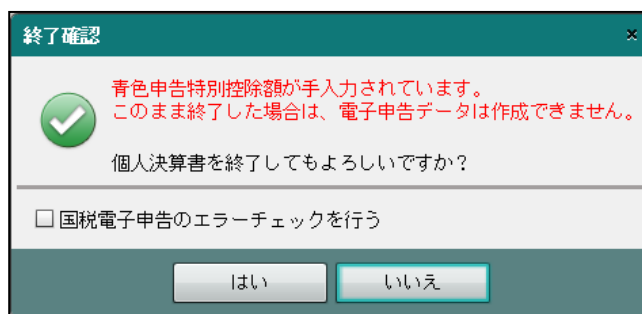 終了確認
青色申告特別控除額が手入力されています。
このまま終了した場合は、電子申告データは作成できません。
個人決算書を終了してもよろしいですか？
国税電子申告のエラーチェックを行う
はい
いいえ